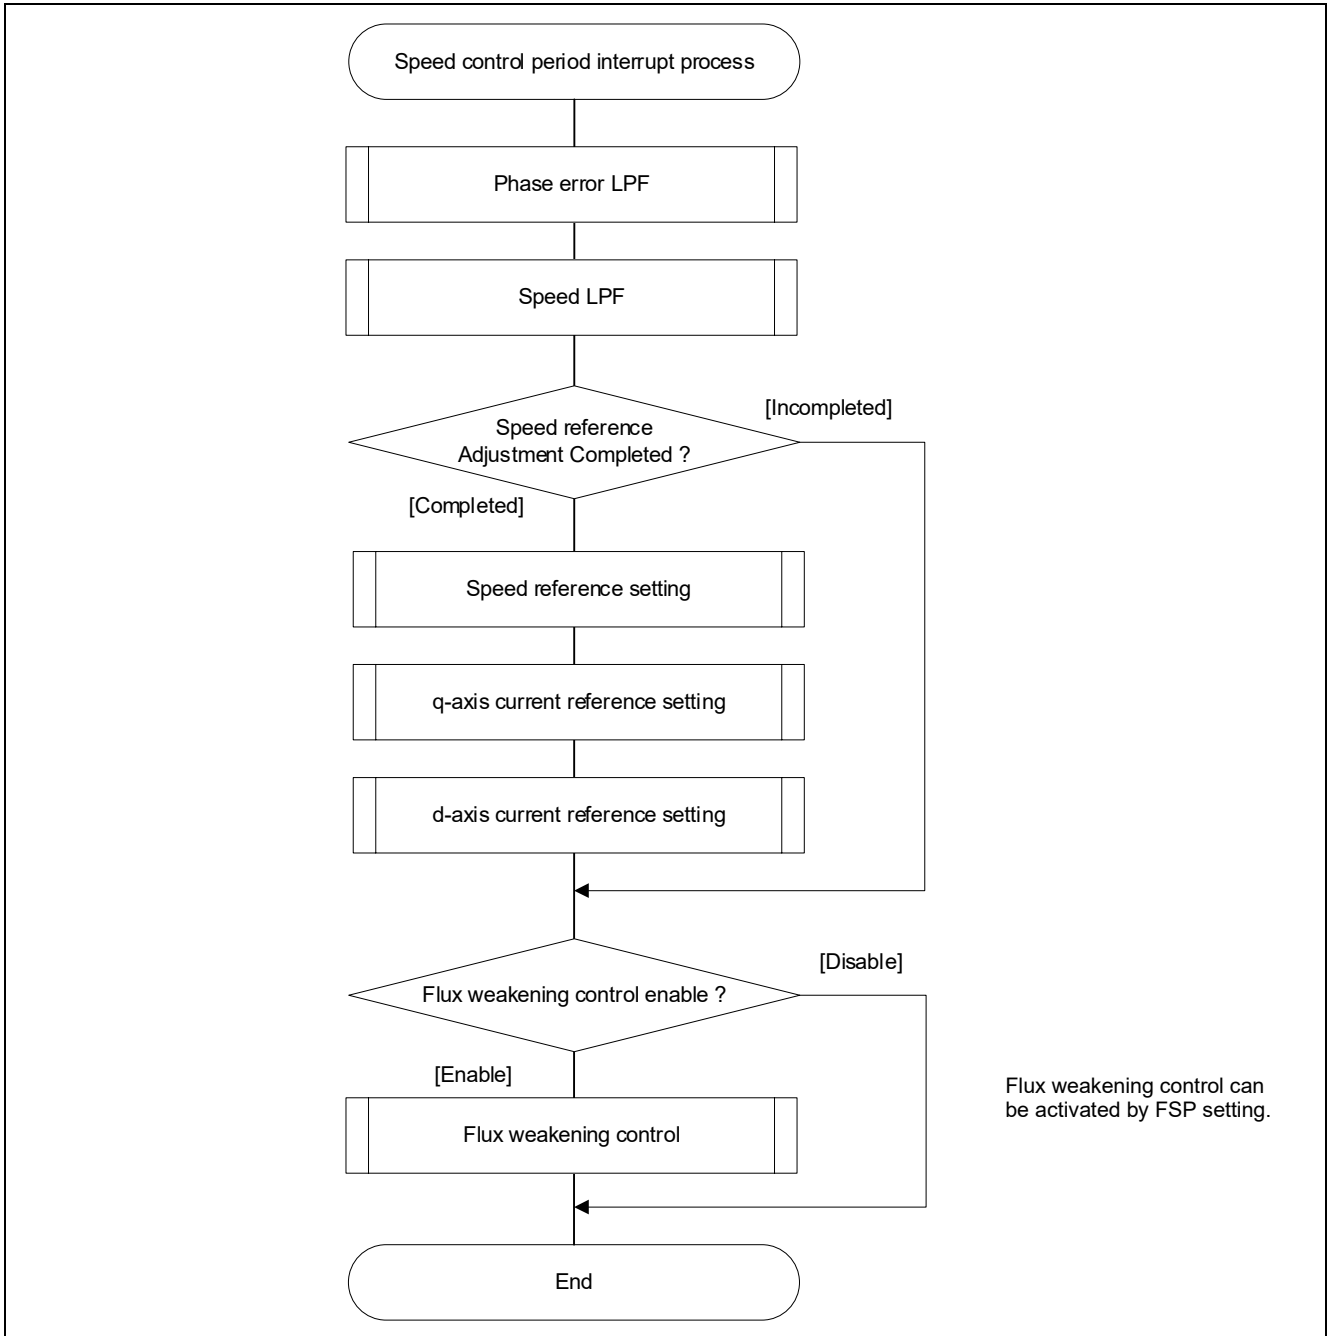 Speed control period interrupt process
Phase error LPF
Speed LPF
[Incompleted]
Speed reference
Adjustment Completed ?
[Completed]
Speed reference setting
q-axis current reference setting
d-axis current reference setting
[Disable]
Flux weakening control enable ?
[Enable]
Flux weakening control can
be activated by FSP setting.
Flux weakening control
End